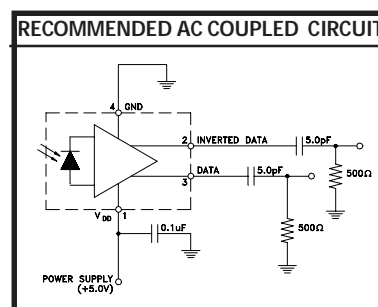 RECOMMENDED AC COUPLED CIRCUIT
4 GND
2 INVERTED DATA
5.0pF
500Ω
3 DATA
5.0pF
500Ω
VDD 1
0.1uF
POWER SUPPLY
(+5.0V)